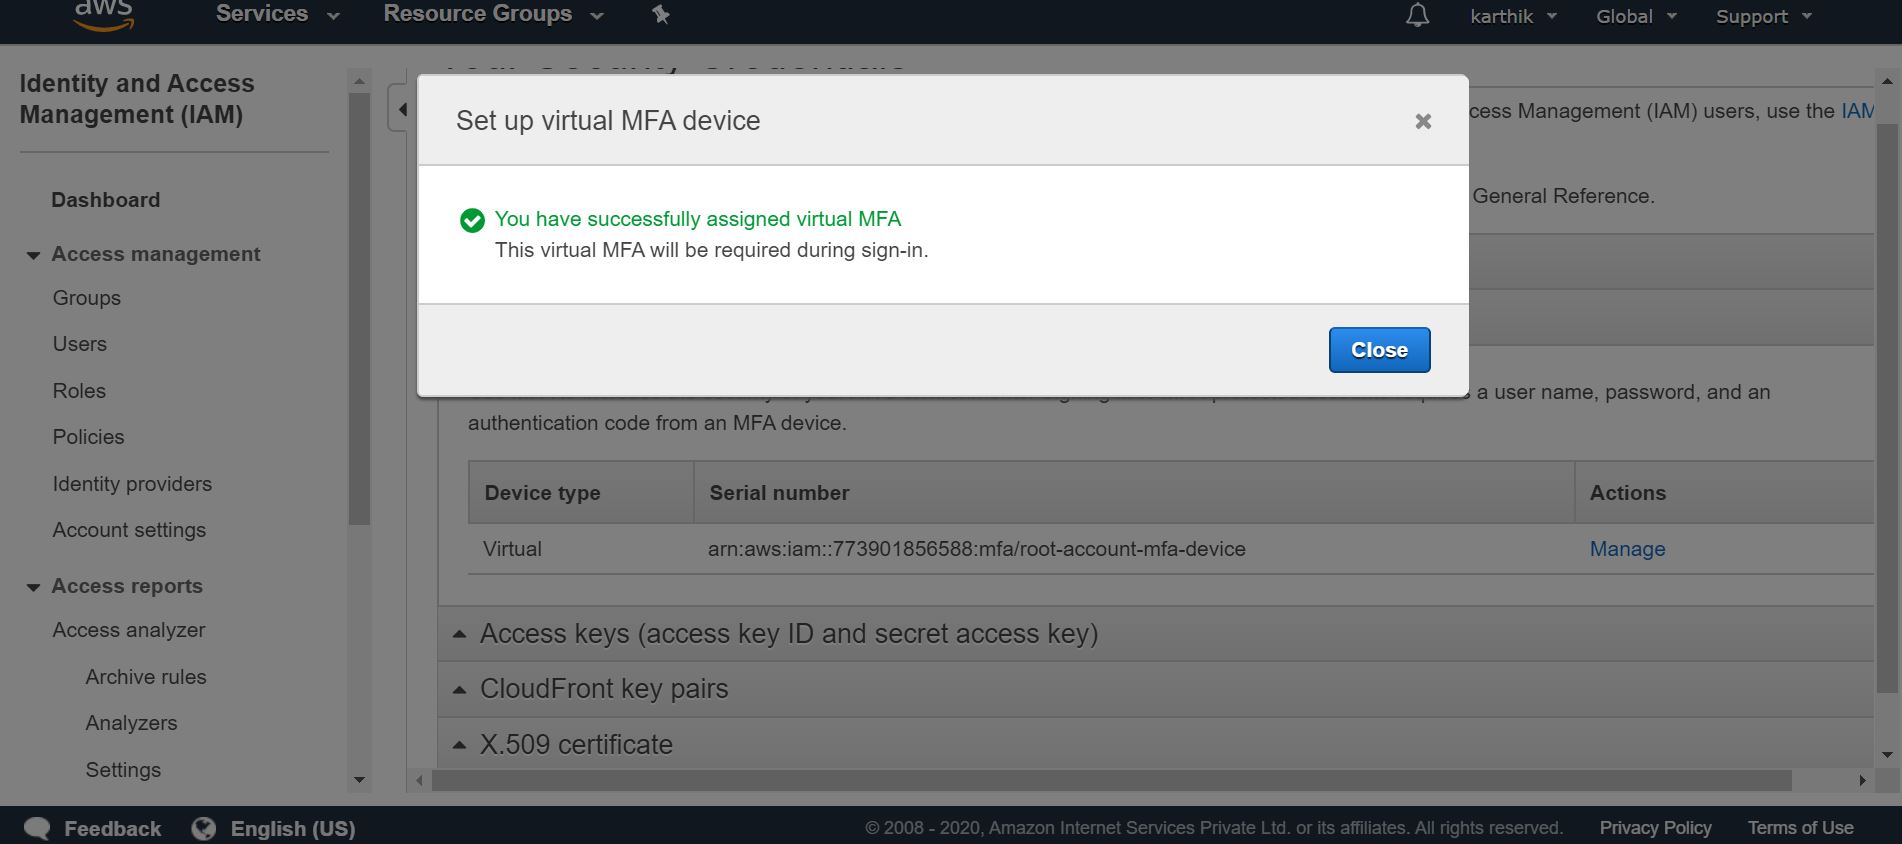 aws
Services
Resource Groups
karthik
Global
Support
Identity and Access
Management (IAM)
Dashboard
Access management
Groups
Users
Roles
Policies
Identity providers
Account settings
Access reports
Access analyzer
Archive rules
Analyzers
Settings
Set up virtual MFA device
You have successfully assigned virtual MFA
This virtual MFA will be required during sign-in.
Close
Management (IAM) users, use the IAM
General Reference.
a user name, password, and an
authentication code from an MFA device.
Device type Serial number Actions
Virtual arn:aws:iam::773901856588:mfa/root-account-mfa-device Manage
Access keys (access key ID and secret access key)
CloudFront key pairs
X.509 certificate
Feedback
English (US)
© 2008 - 2020, Amazon Internet Services Private Ltd. or its affiliates. All rights reserved.
Privacy Policy
Terms of Use